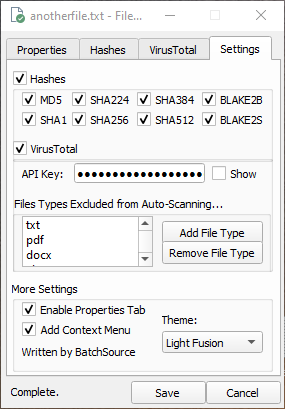 anotherfile.txt - File...
Properties Hashes VirusTotal Settings
Hashes
MD5 SHA224 SHA384 BLAKE2B
SHA1 SHA256 SHA512 BLAKE2S
VirusTotal
API Key: ●●●●●●●●●●●●●●●● Show
Files Types Excluded from Auto-Scanning...
txt
pdf
docx
Add File Type
Remove File Type
More Settings
Enable Properties Tab
Add Context Menu
Written by BatchSource
Theme:
Light Fusion
Complete. Save Cancel